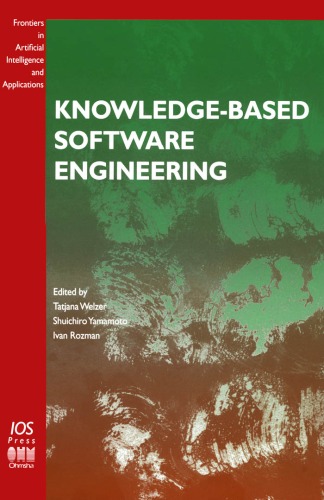 Frontiers in
Artificial
Intelligence and
Applications
KNOWLEDGE-BASED
SOFTWARE
ENGINEERING
Edited by
Tatjana Welzer
Shuichiro Yamamoto
Ivan Rozman
IOS
Press
OHM
Ohmsha